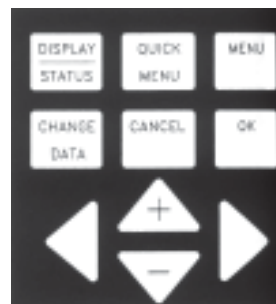 DISPLAY
STATUS
QUICK
MENU
MENU
CHANGE
DATA
CANCEL
OK
+
−